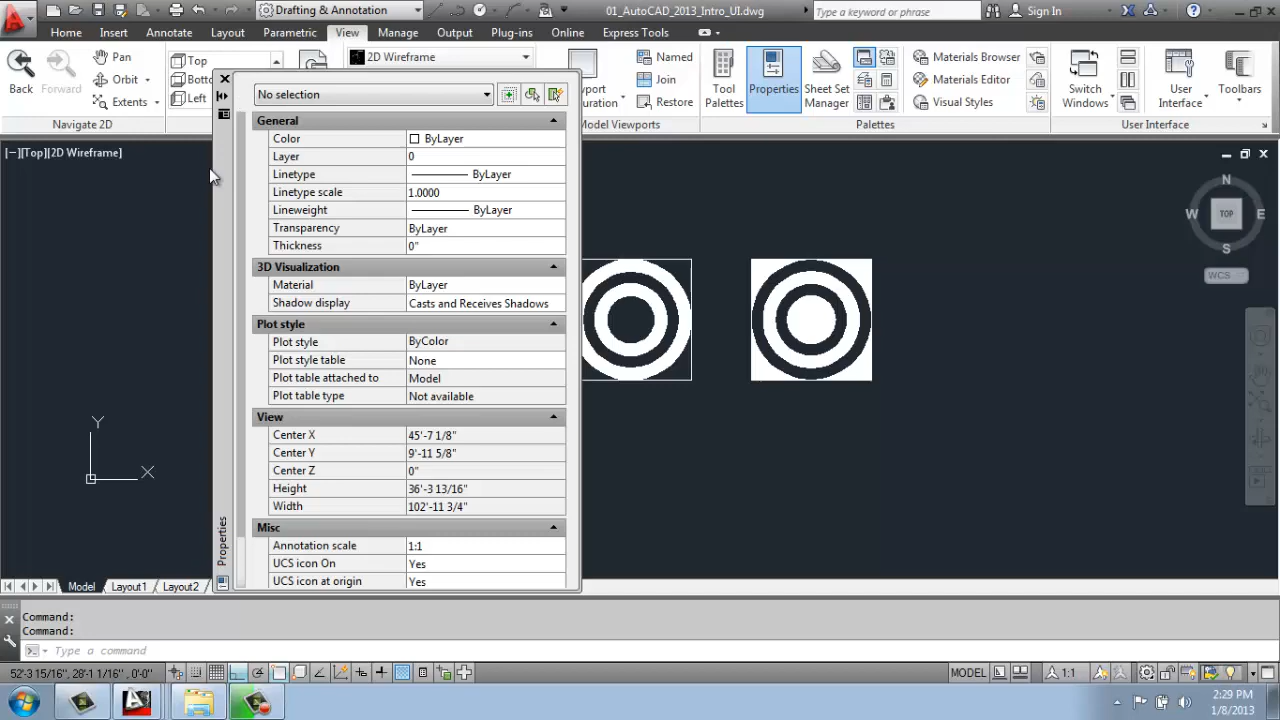 Drafting & Annotation
01_AutoCAD_2013_Intro_UI.dwg
Type a keyword or phrase
Sign In
Home
Insert
Annotate
Layout
Parametric
View
Manage
Output
Plug-ins
Online
Express Tools
Back
Forward
Pan
Orbit
Extents
Navigate 2D
Top
Left
2D Wireframe
Named
Join
Restore
Model Viewports
Tool Palettes
Properties
Sheet Set Manager
Materials Browser
Materials Editor
Visual Styles
Palettes
Switch Windows
User Interface
Toolbars
User Interface
[−][Top][2D Wireframe]
No selection
General
Color ByLayer
Layer 0
Linetype ByLayer
Linetype scale 1.0000
Lineweight ByLayer
Transparency ByLayer
Thickness 0"
3D Visualization
Material ByLayer
Shadow display Casts and Receives Shadows
Plot style
Plot style ByColor
Plot style table None
Plot table attached to Model
Plot table type Not available
View
Center X 45'-7 1/8"
Center Y 9'-11 5/8"
Center Z 0"
Height 36'-3 13/16"
Width 102'-11 3/4"
Misc
Annotation scale 1:1
UCS icon On Yes
UCS icon at origin Yes
Properties
N
W
TOP
E
S
WCS
Y
X
Model
Layout1
Layout2
Command:
Command:
Type a command
52'-3 15/16", 28'-1 1/16", 0'-0"
MODEL
1:1
2:29 PM
1/8/2013